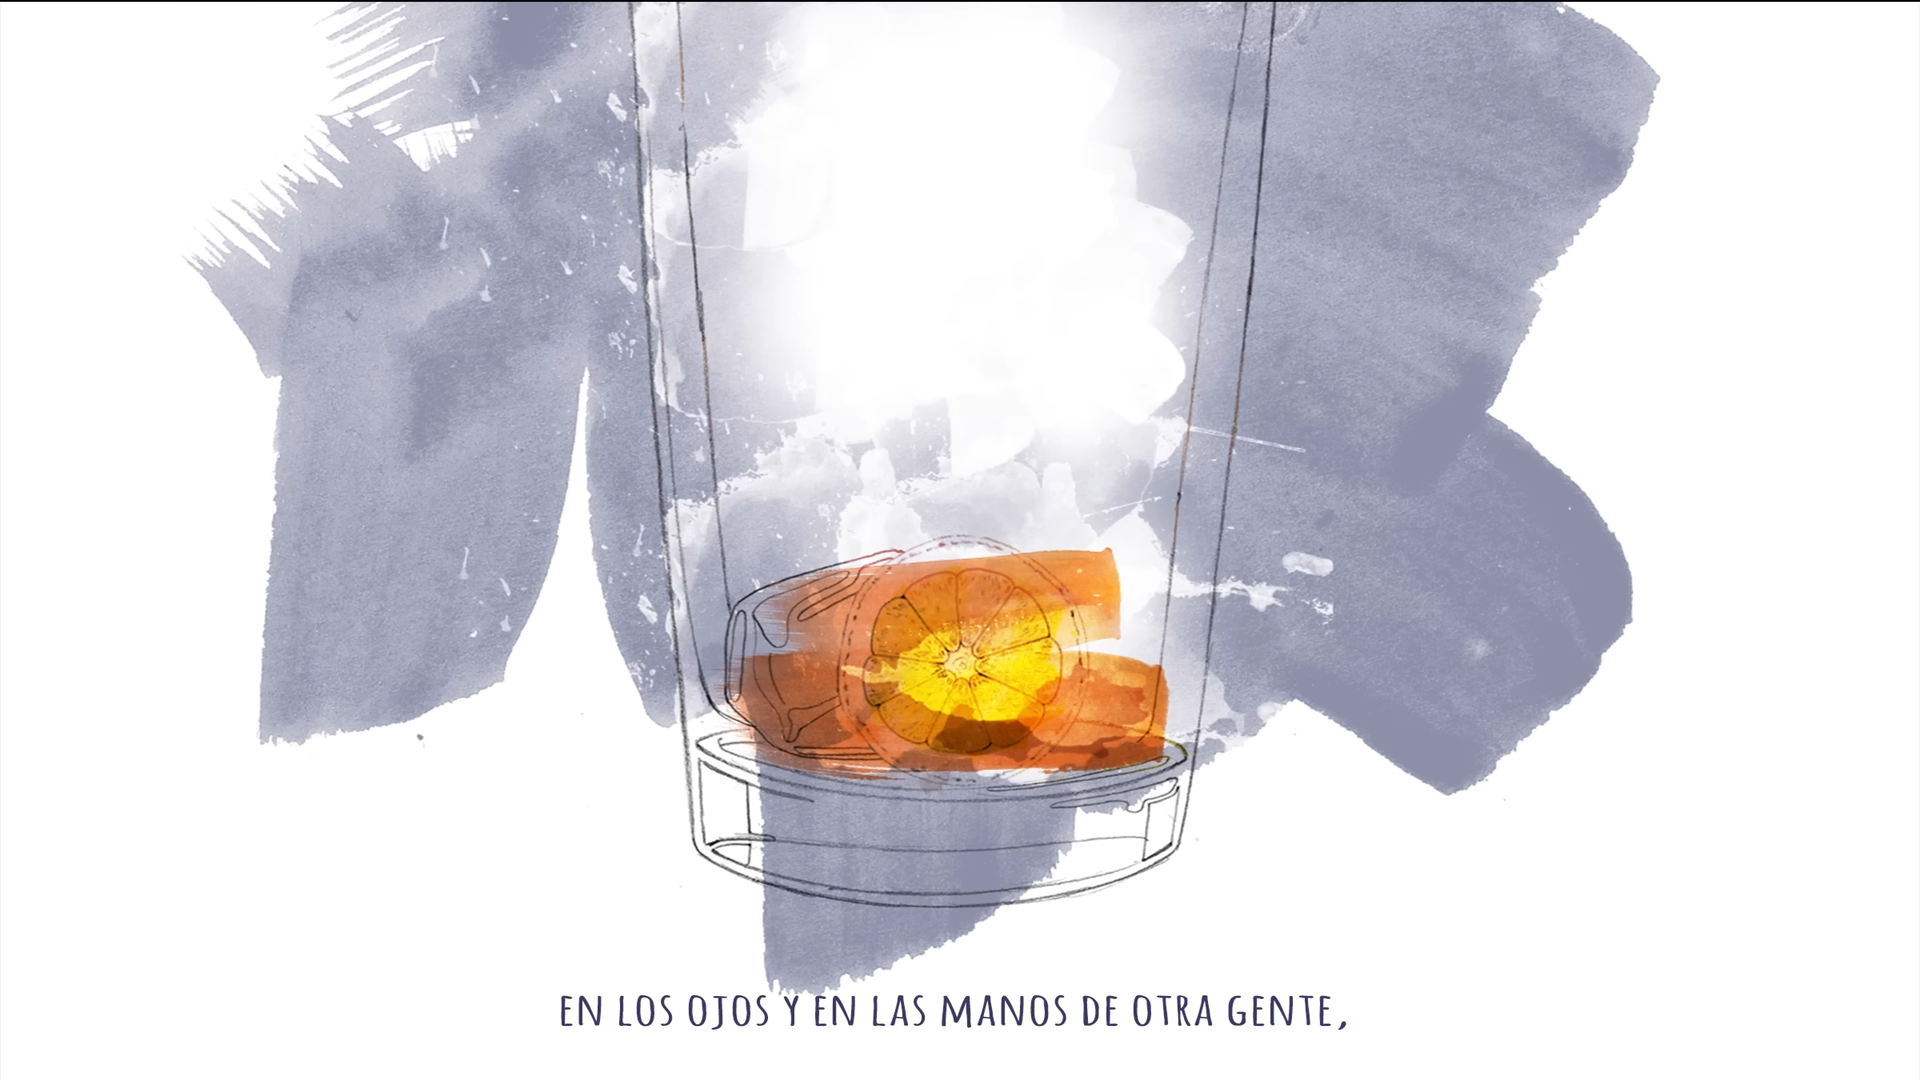 EN LOS OJOS Y EN LAS MANOS DE OTRA GENTE,